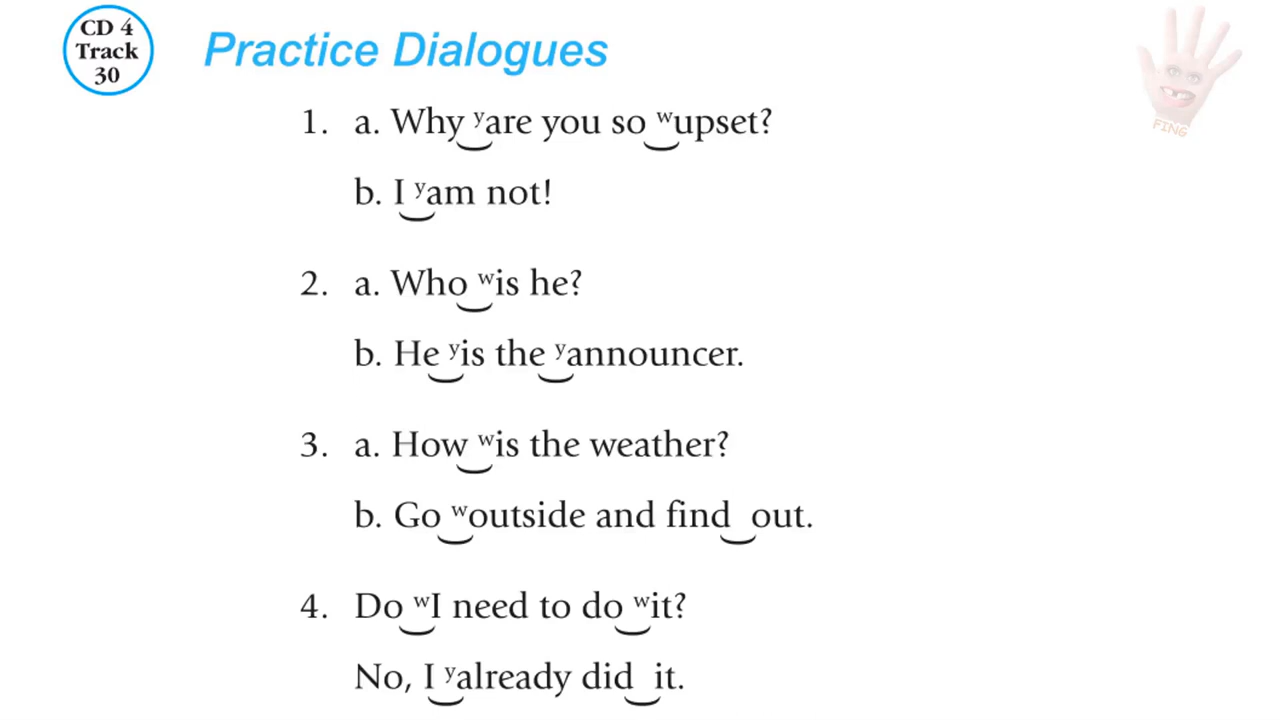 CD 4
Track
30
Practice Dialogues
FING
1. a. Why ʸare you so ʷupset?
b. I ʸam not!
2. a. Who ʷis he?
b. He ʸis the ʸannouncer.
3. a. How ʷis the weather?
b. Go ʷoutside and find out.
4. Do ʷI need to do ʷit?
No, I ʸalready did it.